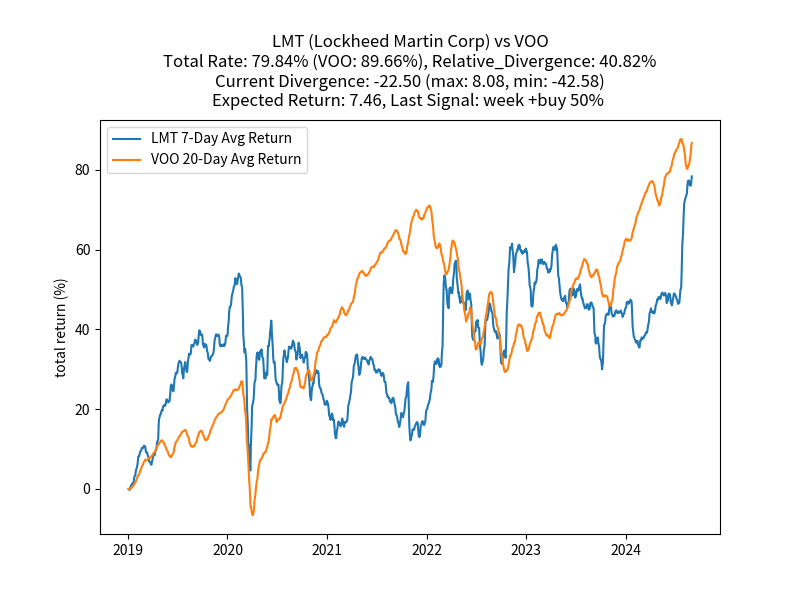 LMT (Lockheed Martin Corp) vs VOO
Total Rate: 79.84% (VOO: 89.66%), Relative_Divergence: 40.82%
Current Divergence: -22.50 (max: 8.08, min: -42.58)
Expected Return: 7.46, Last Signal: week +buy 50%
LMT 7-Day Avg Return
VOO 20-Day Avg Return
total return (%)
80
60
40
20
0
2019 2020 2021 2022 2023 2024